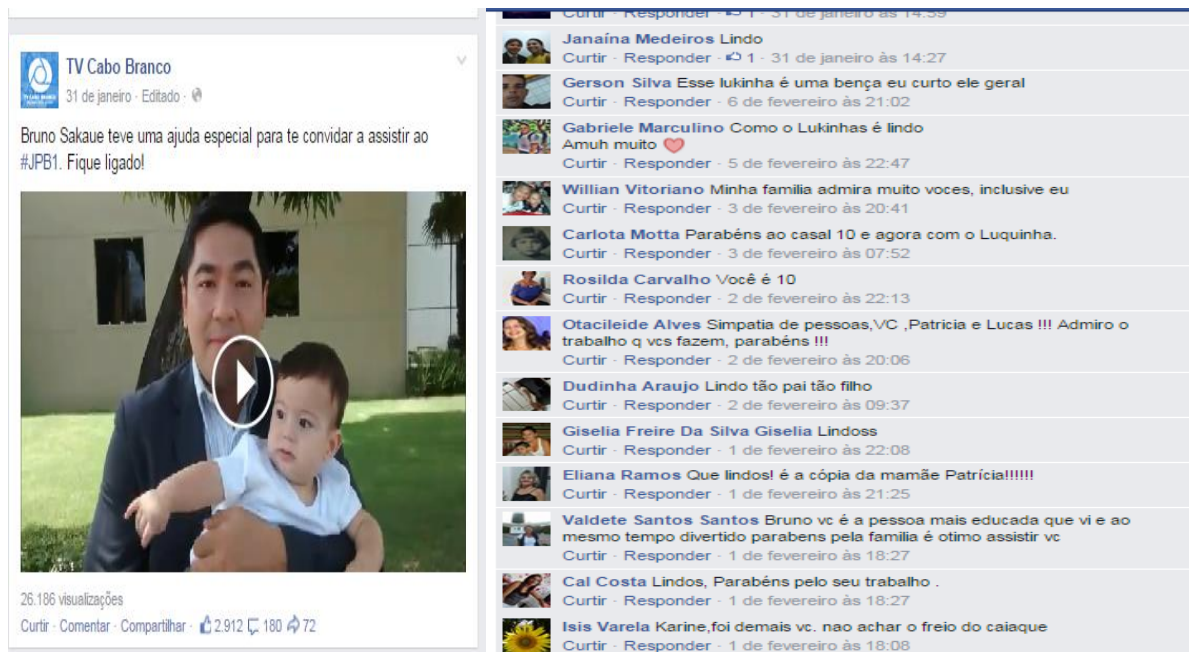 TV Cabo Branco
31 de janeiro · Editado ·
Bruno Sakaue teve uma ajuda especial para te convidar a assistir ao
#JPB1. Fique ligado!
26.186 visualizações
Curtir · Comentar · Compartilhar · 2.912 180 72
Curtir · Responder · 1 · 31 de janeiro às 14:59
Janaína Medeiros Lindo
Curtir · Responder · 1 · 31 de janeiro às 14:27
Gerson Silva Esse lukinha é uma bença eu curto ele geral
Curtir · Responder · 6 de fevereiro às 21:02
Gabriele Marculino Como o Lukinhas é lindo
Amuh muito
Curtir · Responder · 5 de fevereiro às 22:47
Willian Vitoriano Minha familia admira muito voces, inclusive eu
Curtir · Responder · 3 de fevereiro às 20:41
Carlota Motta Parabéns ao casal 10 e agora com o Luquinha.
Curtir · Responder · 3 de fevereiro às 07:52
Rosilda Carvalho Você é 10
Curtir · Responder · 2 de fevereiro às 22:13
Otacileide Alves Simpatia de pessoas,VC ,Patricia e Lucas !!! Admiro o
trabalho q vcs fazem, parabéns !!!
Curtir · Responder · 2 de fevereiro às 20:06
Dudinha Araujo Lindo tão pai tão filho
Curtir · Responder · 2 de fevereiro às 09:37
Giselia Freire Da Silva Giselia Lindoss
Curtir · Responder · 1 de fevereiro às 22:08
Eliana Ramos Que lindos! é a cópia da mamãe Patrícia!!!!!!
Curtir · Responder · 1 de fevereiro às 21:25
Valdete Santos Santos Bruno vc é a pessoa mais educada que vi e ao
mesmo tempo divertido parabens pela familia é otimo assistir vc
Curtir · Responder · 1 de fevereiro às 18:27
Cal Costa Lindos, Parabéns pelo seu trabalho .
Curtir · Responder · 1 de fevereiro às 18:27
Isis Varela Karine,foi demais vc. nao achar o freio do caiaque
Curtir · Responder · 1 de fevereiro às 18:08